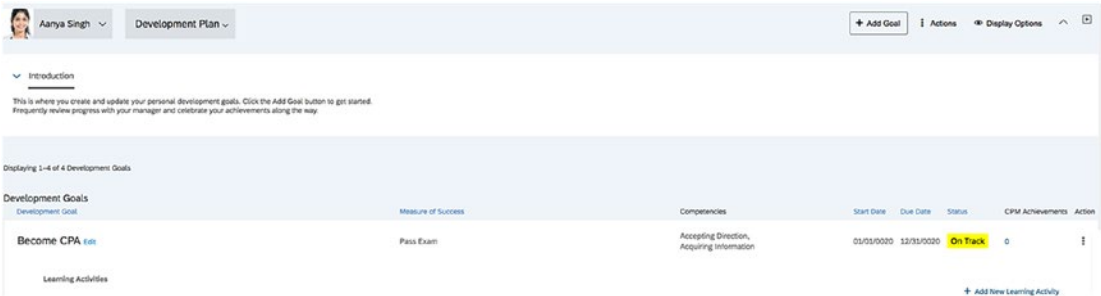 Aanya Singh Development Plan + Add Goal Actions Display Options
Introduction
This is where you create and update your personal development goals. Click the Add Goal button to get started.
Frequently review progress with your manager and celebrate your achievements along the way.
Displaying 1-4 of 4 Development Goals
Development Goals
Development Goal Measure of Success Competencies Start Date Due Date Status CPM Achievements Action
Become CPA Edit Pass Exam Accepting Direction, 01/01/0020 12/31/0020 On Track 0
Acquiring Information
Learning Activities
+ Add New Learning Activity